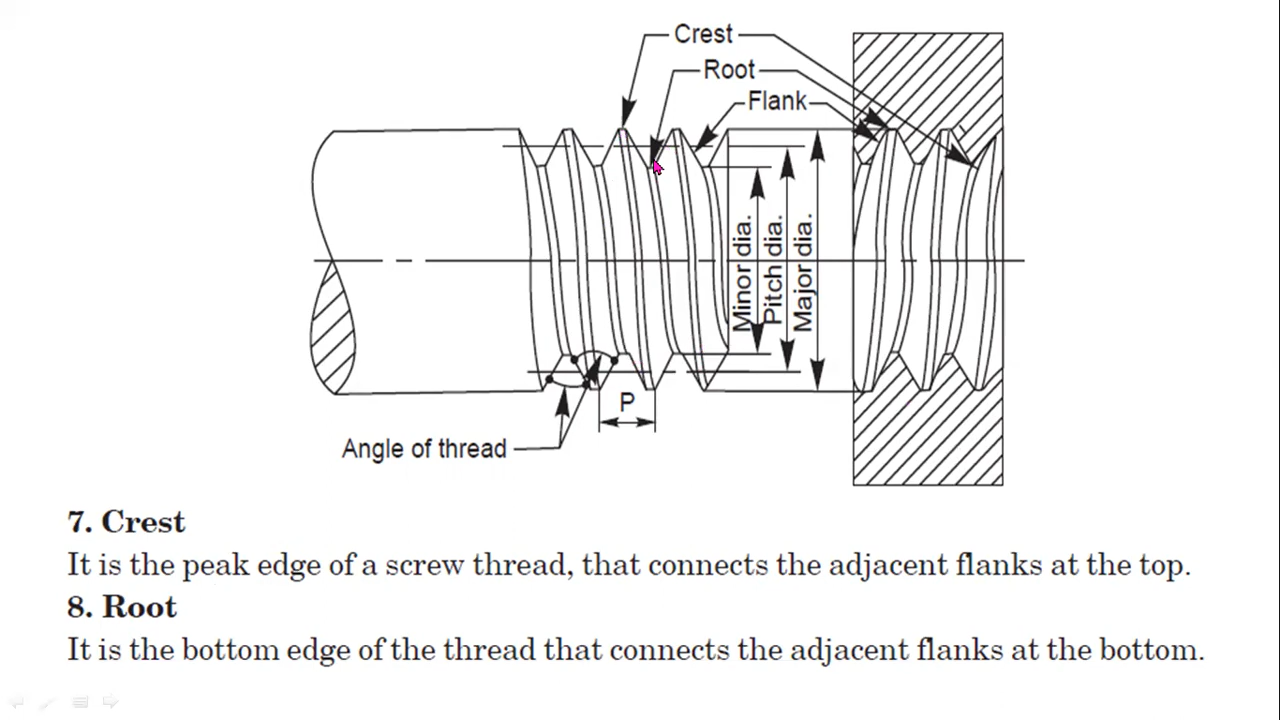 Crest
Root
Flank
Minor dia.
Pitch dia.
Major dia.
P
Angle of thread
7. Crest
It is the peak edge of a screw thread, that connects the adjacent flanks at the top.
8. Root
It is the bottom edge of the thread that connects the adjacent flanks at the bottom.